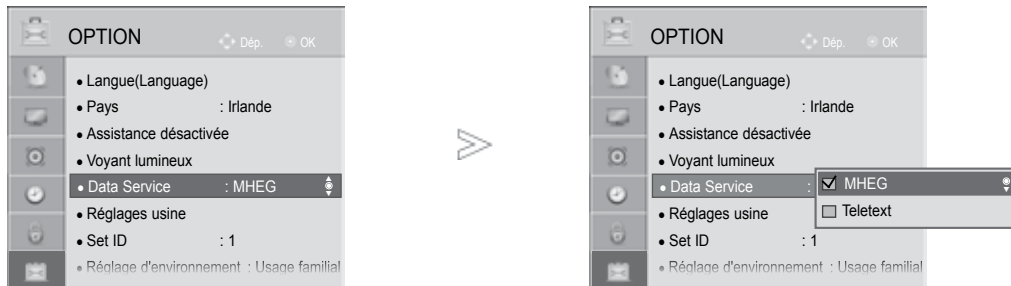 OPTION
Dép. OK
• Langue(Language)
• Pays : Irlande
• Assistance désactivée
• Voyant lumineux
• Data Service : MHEG
• Réglages usine
• Set ID : 1
• Réglage d'environnement : Usage familial
OPTION
Dép. OK
• Langue(Language)
• Pays : Irlande
• Assistance désactivée
• Voyant lumineux
• Data Service :
MHEG
Teletext
• Réglages usine
• Set ID : 1
• Réglage d'environnement : Usage familial